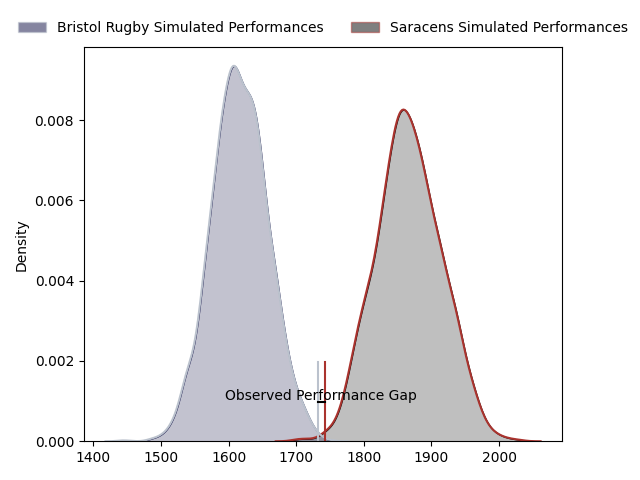 Bristol Rugby Simulated Performances
Saracens Simulated Performances
Density
0.008
0.006
0.004
0.002
0.000
Observed Performance Gap
1400 1500 1600 1700 1800 1900 2000